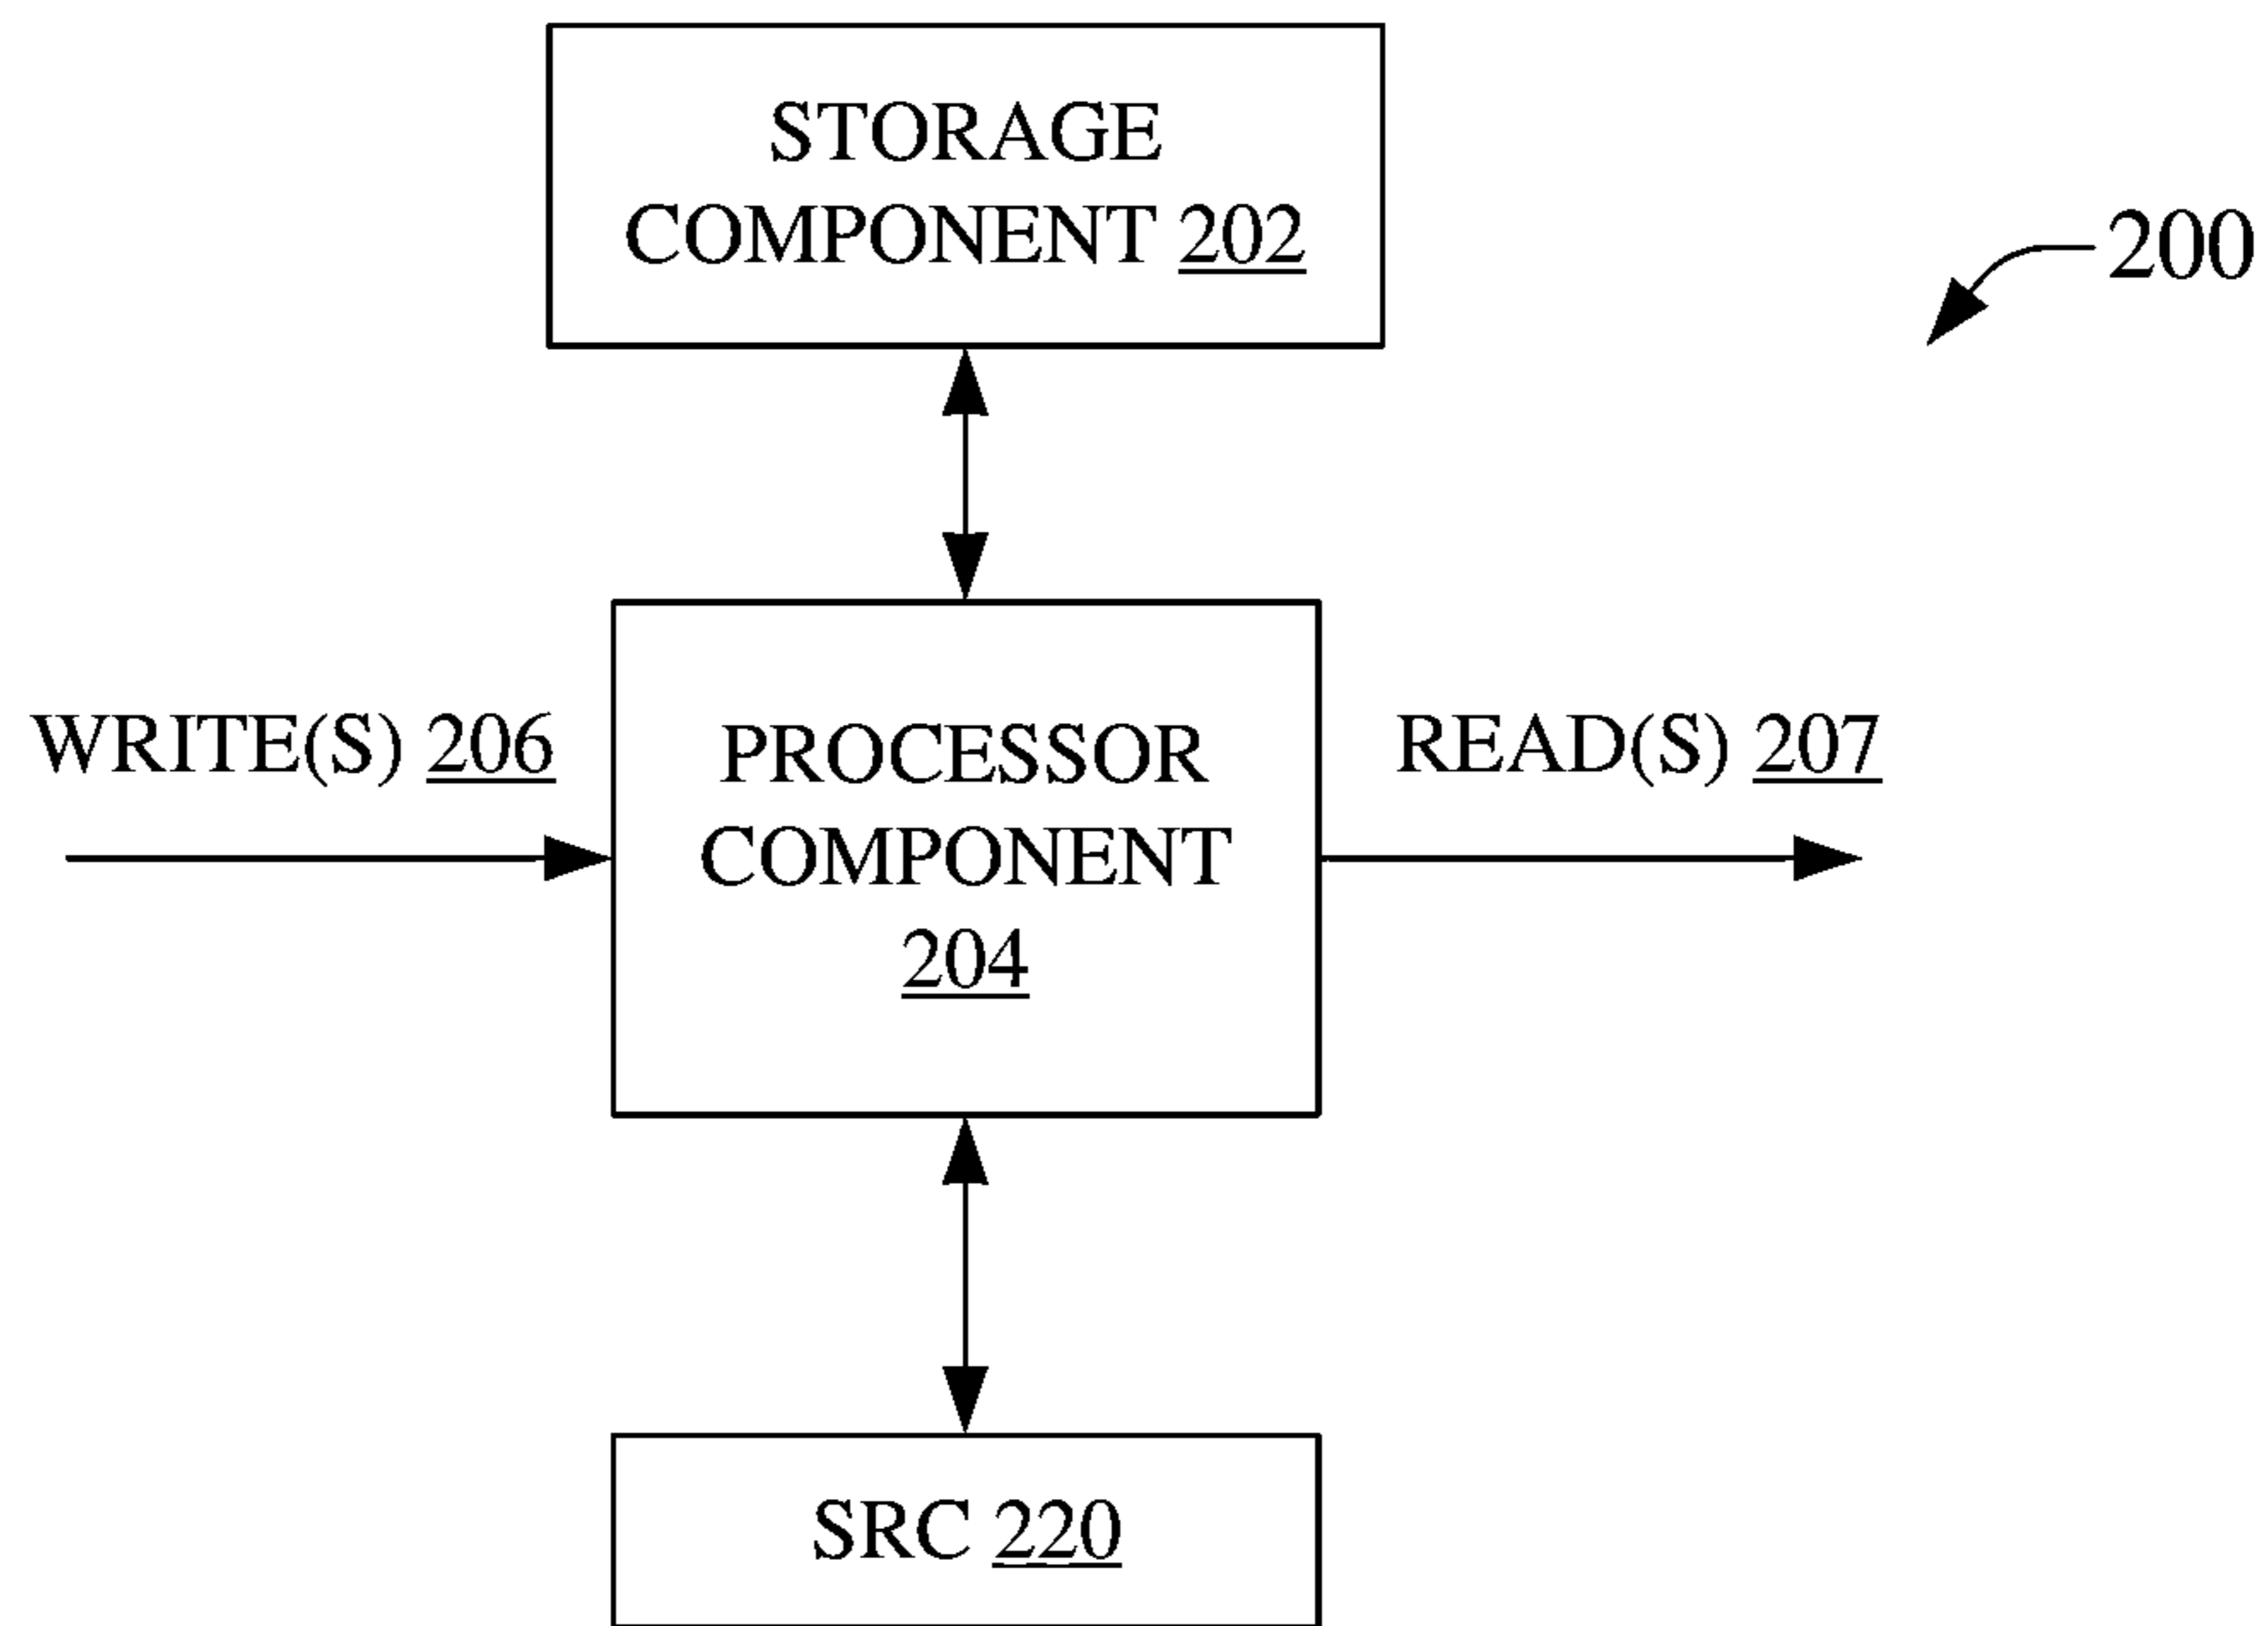 STORAGE
COMPONENT 202
200
WRITE(S) 206
PROCESSOR
COMPONENT
204
READ(S) 207
SRC 220